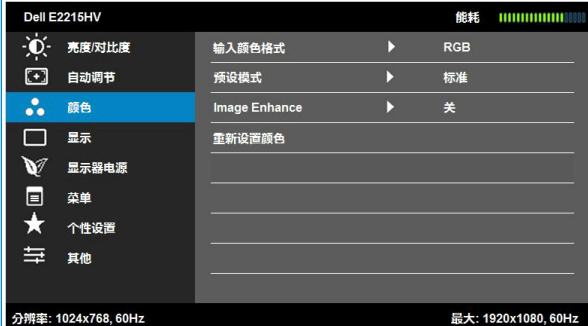 Dell E2215HV 能耗
亮度/对比度 输入颜色格式 RGB
自动调节 预设模式 标准
颜色 Image Enhance 关
显示 重新设置颜色
显示器电源
菜单
个性设置
其他
分辨率: 1024x768, 60Hz 最大: 1920x1080, 60Hz